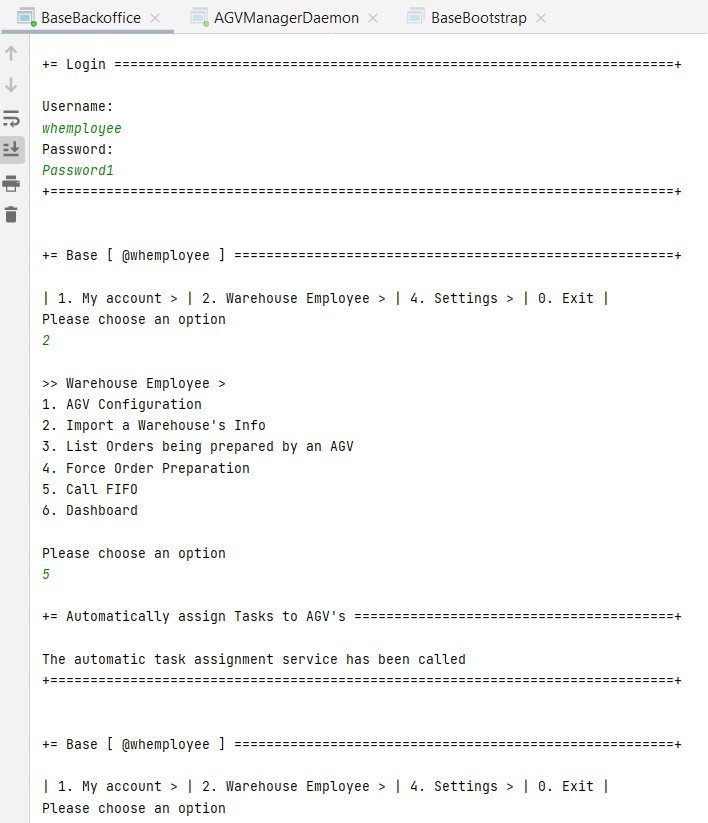 BaseBackoffice × AGVManagerDaemon × BaseBootstrap ×
+= Login ======================================================================+
Username:
whemployee
Password:
Password1
+==============================================================================+
+= Base [ @whemployee ] =======================================================+
| 1. My account > | 2. Warehouse Employee > | 4. Settings > | 0. Exit |
Please choose an option
2
>> Warehouse Employee >
1. AGV Configuration
2. Import a Warehouse's Info
3. List Orders being prepared by an AGV
4. Force Order Preparation
5. Call FIFO
6. Dashboard
Please choose an option
5
+= Automatically assign Tasks to AGV's ========================================+
The automatic task assignment service has been called
+==============================================================================+
+= Base [ @whemployee ] =======================================================+
| 1. My account > | 2. Warehouse Employee > | 4. Settings > | 0. Exit |
Please choose an option